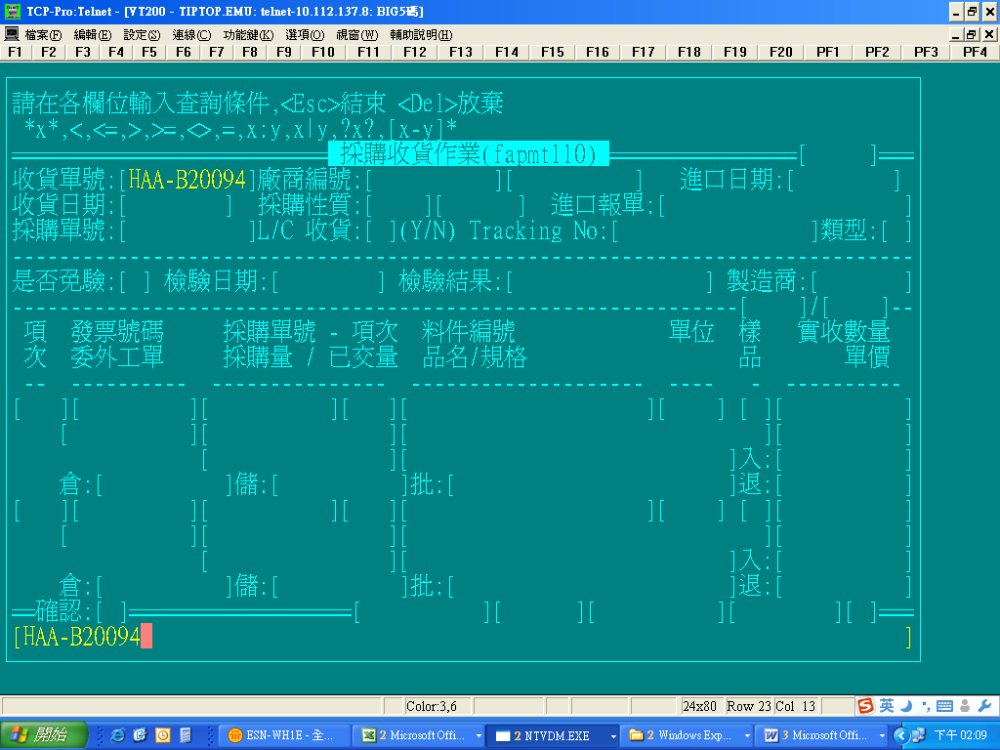 TCP-Pro:Telnet - [VT200 - TIPTOP.EMU: telnet-10.112.137.8: BIG5碼]
檔案(F) 編輯(E) 設定(S) 連線(C) 功能鍵(K) 選項(O) 視窗(W) 輔助說明(H)
F1 F2 F3 F4 F5 F6 F7 F8 F9 F10 F11 F12 F13 F14 F15 F16 F17 F18 F19 F20 PF1 PF2 PF3 PF4
請在各欄位輸入查詢條件,<Esc>結束 <Del>放棄
*x*,<,<=,>,>=,<>,=,x:y,x|y,?x?,[x-y]*
採購收貨作業(fapmt110) [ ]
收貨單號:[HAA-B20094]廠商編號:[ ][ ] 進口日期:[ ]
收貨日期:[ ] 採購性質:[ ][ ] 進口報單:[ ]
採購單號:[ ]L/C 收貨:[ ](Y/N) Tracking No:[ ]類型:[ ]
是否免驗:[ ] 檢驗日期:[ ] 檢驗結果:[ ] 製造商:[ ]
[ ]/[ ]
項 發票號碼 採購單號 - 項次 料件編號 單位 樣 實收數量
次 委外工單 採購量 / 已交量 品名/規格 品 單價
[ ][ ][ ][ ][ ][ ] [ ][ ]
[ ][ ][ ][ ]
[ ][ ]入:[ ]
倉:[ ]儲:[ ]批:[ ]退:[ ]
[ ][ ][ ][ ][ ][ ] [ ][ ]
[ ][ ][ ][ ]
[ ][ ]入:[ ]
倉:[ ]儲:[ ]批:[ ]退:[ ]
確認:[ ] [ ][ ][ ][ ][ ]
[HAA-B20094 ]
Color:3,6 24x80 Row 23 Col 13 英
開始 ESN-WH1E - 全... 2 Microsoft Offi... 2 NTVDM.EXE 2 Windows Exp... 3 Microsoft Offi... 下午 02:09